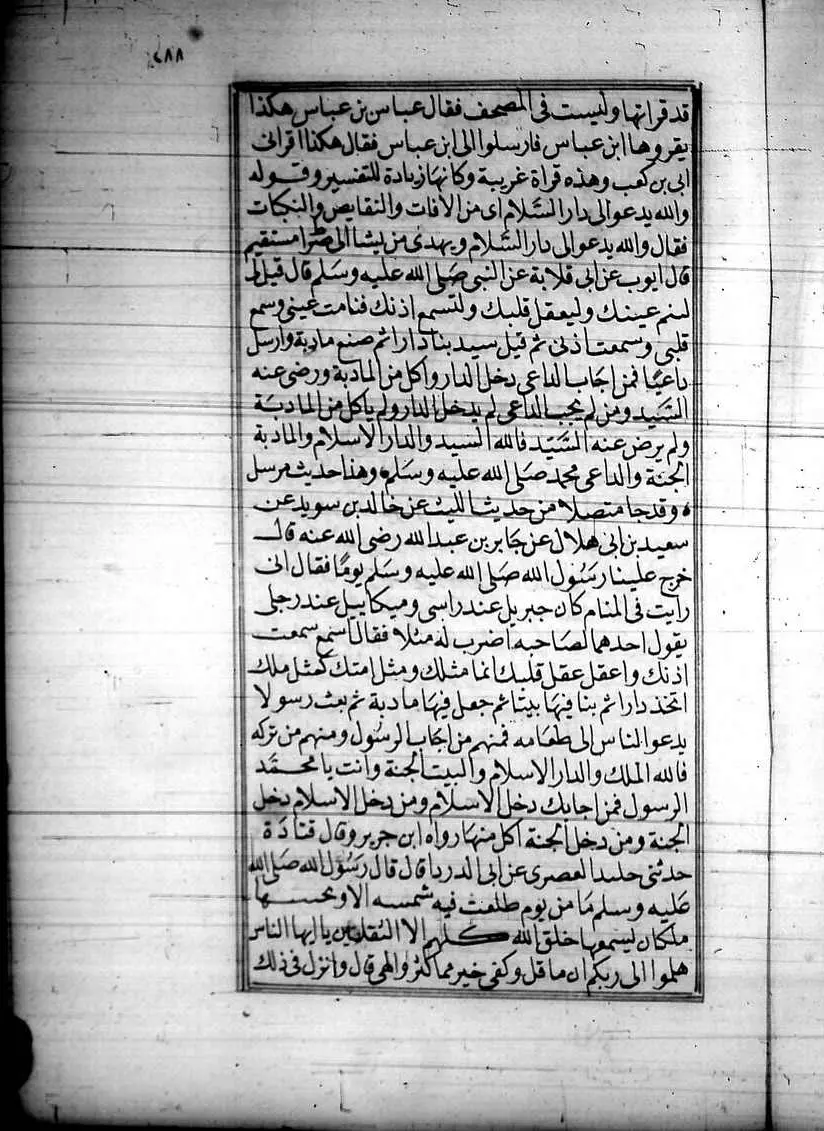 ٤٨٨
قد قراتها وليست فى المصحف فقال عباس بن عباس هكذا
يقروها ابن عباس فارسلوا الى ابن عباس فقال هكذا اقرانى
ابى بن كعب وهذه قراة غريبة وكانها زيادة للتفسير وقوله
والله يدعو الى دار السلام اى من الافات والنقايص والنكبات
فقال والله يدعو الى دار السلام ويهدى من يشا الى صراط مستقيم
قال ايوب عن ابى قلابة عن النبى صلى الله عليه وسلم قال قيل لى
لتنم عينك وليعقل قلبك ولتسمع اذنك فنامت عينى وسمع
قلبى وسمعت اذنى ثم قيل سيد بنا دارا ثم صنع مادبة وارسل
داعيا فمن اجاب الداعى دخل الدار واكل من المادبة ورضى عنه
السيد ومن لم يجب الداعى لم يدخل الدار ولم ياكل من المادبة
ولم يرض عنه السيد فالله السيد والدار الاسلام والمادبة
الجنة والداعى محمد صلى الله عليه وسلم وهذا حديث مرسل
وقد جا متصلا من حديث الليث عن خالد بن سويد عن
سعيد بن ابى هلال عن جابر بن عبد الله رضى الله عنه قال
خرج علينا رسول الله صلى الله عليه وسلم يوما فقال انى
رايت فى المنام كان جبريل عند راسى وميكاييل عند رجلى
يقول احدهما لصاحبه اضرب له مثلا فقال اسمع سمعت
اذنك واعقل عقل قلبك انما مثلك ومثل امتك كمثل ملك
اتخذ دارا ثم بنا فيها بيتا ثم جعل فيها مادبة ثم بعث رسولا
يدعو الناس الى طعامه فمنهم من اجاب الرسول ومنهم من تركه
فالله الملك والدار الاسلام والبيت الجنة وانت يا محمد
الرسول فمن اجابك دخل الاسلام ومن دخل الاسلام دخل
الجنة ومن دخل الجنة اكل منها رواه ابن جرير وقال قتادة
حدثنى خليد العصرى عن ابى الدردا قال قال رسول الله صلى الله
عليه وسلم ما من يوم طلعت فيه شمسه الا وبجنبها
ملكان يسمعها خلق الله كلهم الا الثقلين يا ايها الناس
هلموا الى ربكم ان ما قل وكفى خير مما كثر والهى قال وانزل فى ذلك